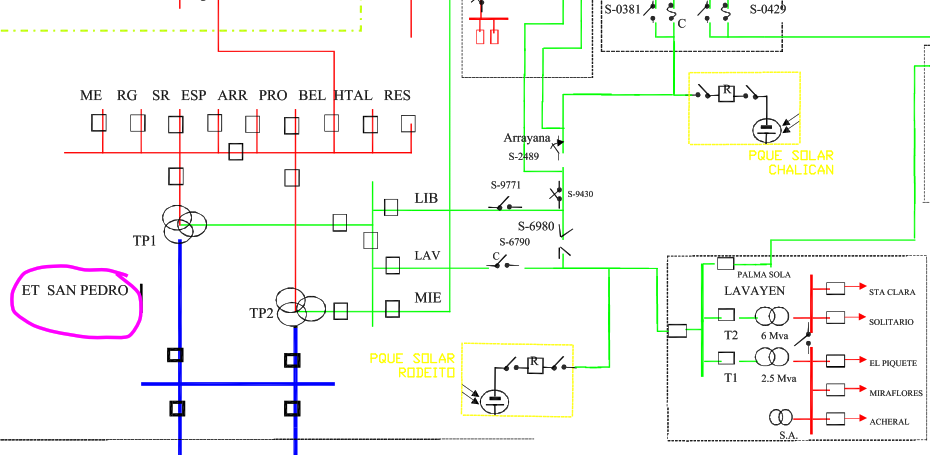 S-0381
C
S-0429
ME RG SR ESP ARR PRO BEL HTAL RES
R
Arrayana
S-2489
PQUE SOLAR
CHALICAN
S-9771
S-9430
LIB
S-6980
S-6790
TP1
LAV
C
PALMA SOLA
LAVAYEN
STA CLARA
ET SAN PEDRO
MIE
TP2
SOLITARIO
T2
6 Mva
PQUE SOLAR
RODEITO
R
EL PIQUETE
T1
2.5 Mva
MIRAFLORES
ACHERAL
S.A.